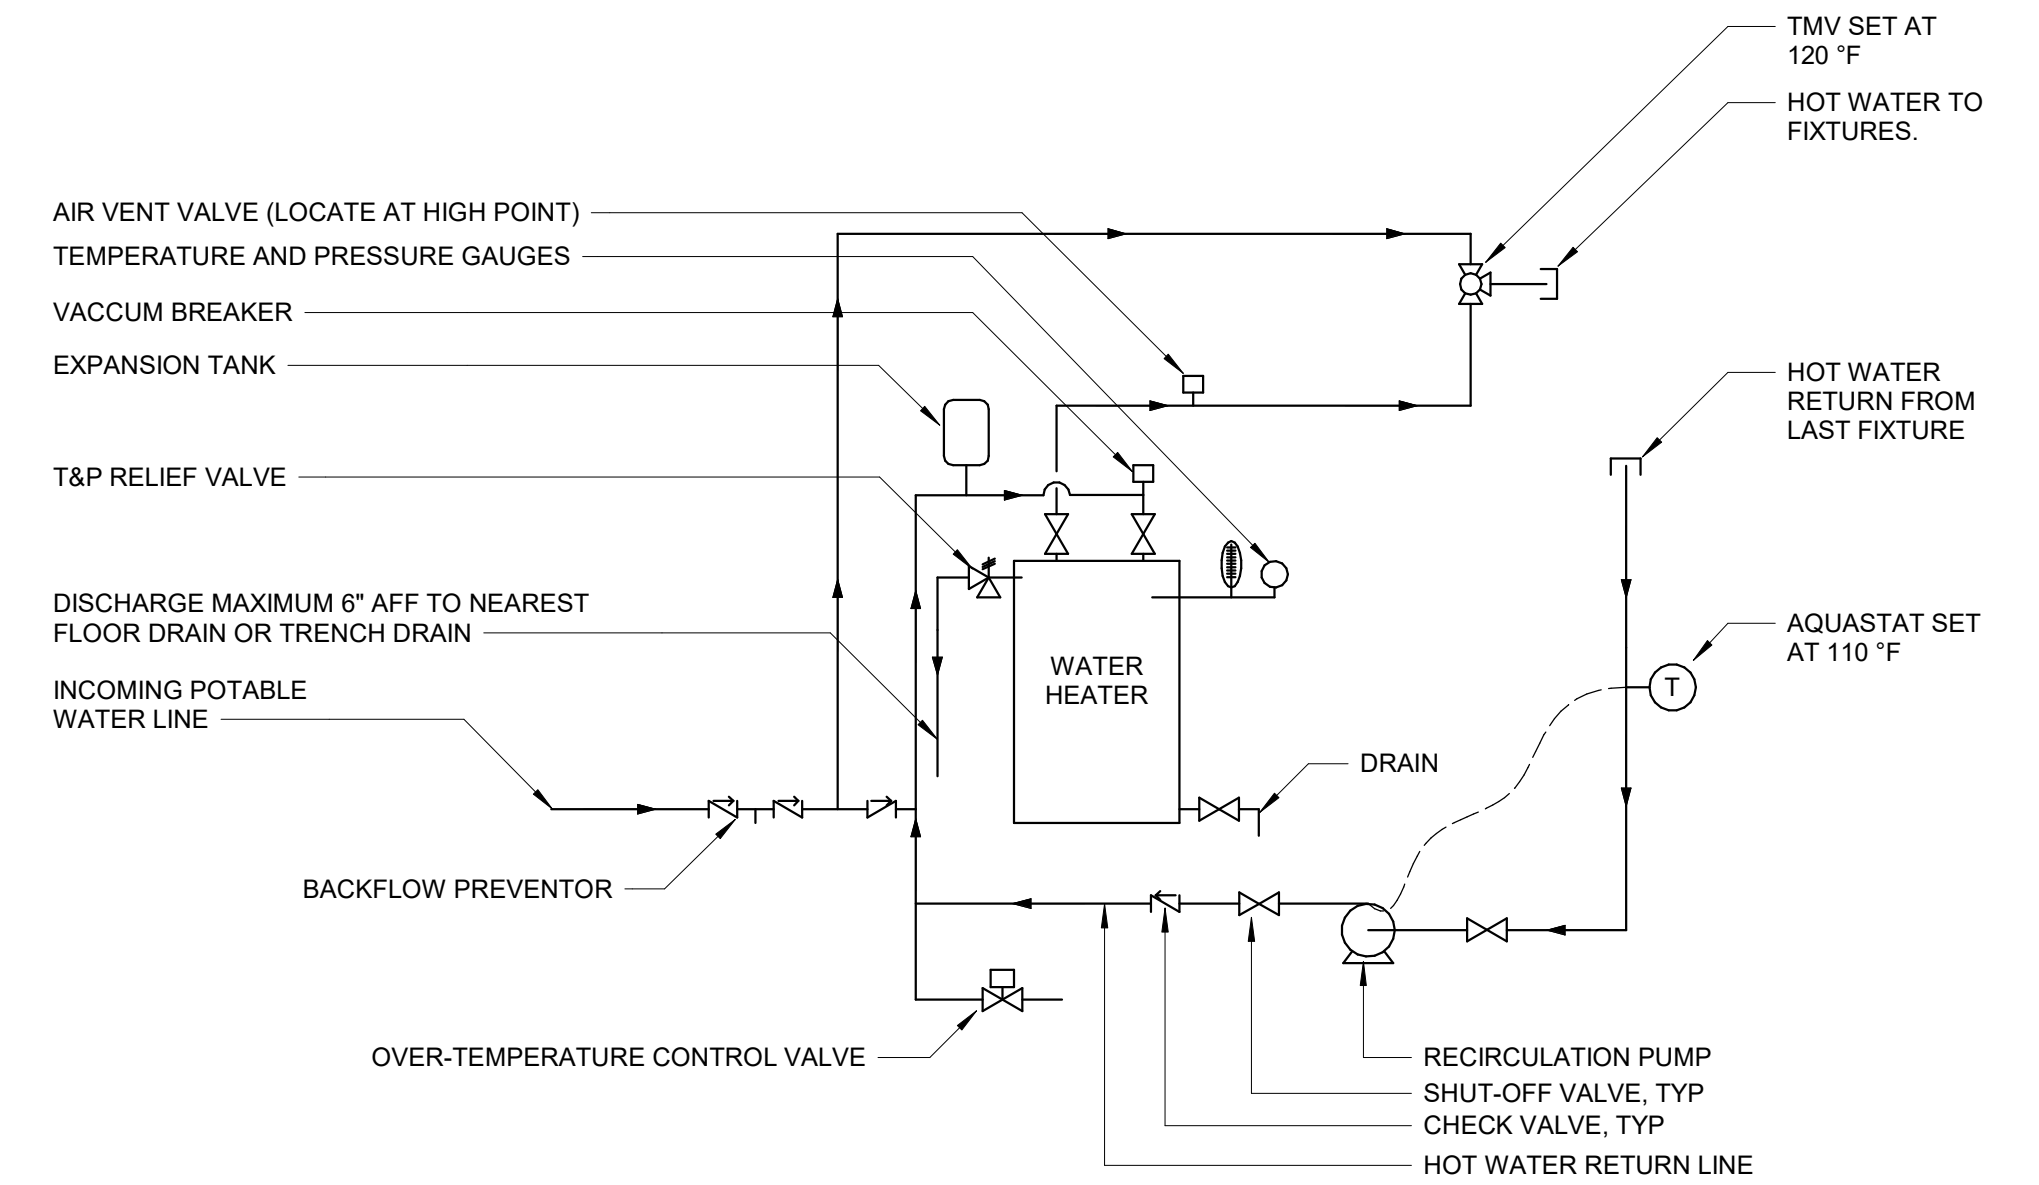 TMV SET AT
120 °F
HOT WATER TO
FIXTURES.
AIR VENT VALVE (LOCATE AT HIGH POINT)
TEMPERATURE AND PRESSURE GAUGES
VACCUM BREAKER
EXPANSION TANK
HOT WATER
RETURN FROM
LAST FIXTURE
T&P RELIEF VALVE
DISCHARGE MAXIMUM 6" AFF TO NEAREST
FLOOR DRAIN OR TRENCH DRAIN
AQUASTAT SET
AT 110 °F
T
WATER
HEATER
INCOMING POTABLE
WATER LINE
DRAIN
BACKFLOW PREVENTOR
OVER-TEMPERATURE CONTROL VALVE
RECIRCULATION PUMP
SHUT-OFF VALVE, TYP
CHECK VALVE, TYP
HOT WATER RETURN LINE